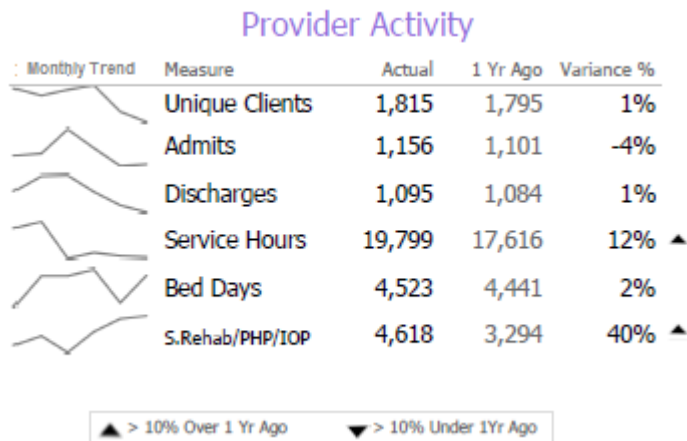 Provider Activity
Monthly Trend Measure Actual 1 Yr Ago Variance %
Unique Clients 1,815 1,795 1%
Admits 1,156 1,101 -4%
Discharges 1,095 1,084 1%
Service Hours 19,799 17,616 12% ▲
Bed Days 4,523 4,441 2%
S.Rehab/PHP/IOP 4,618 3,294 40% ▲
▲ > 10% Over 1 Yr Ago ▼ > 10% Under 1Yr Ago